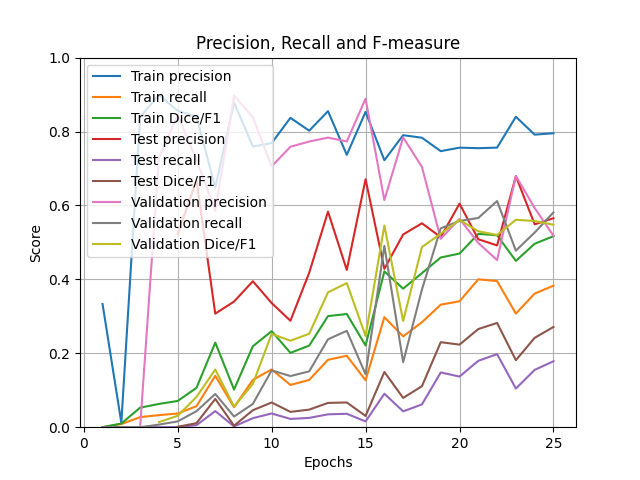 Precision, Recall and F-measure
1.0
0.8
0.6
0.4
0.2
0.0
Score
Train precision
Train recall
Train Dice/F1
Test precision
Test recall
Test Dice/F1
Validation precision
Validation recall
Validation Dice/F1
0 5 10 15 20 25
Epochs